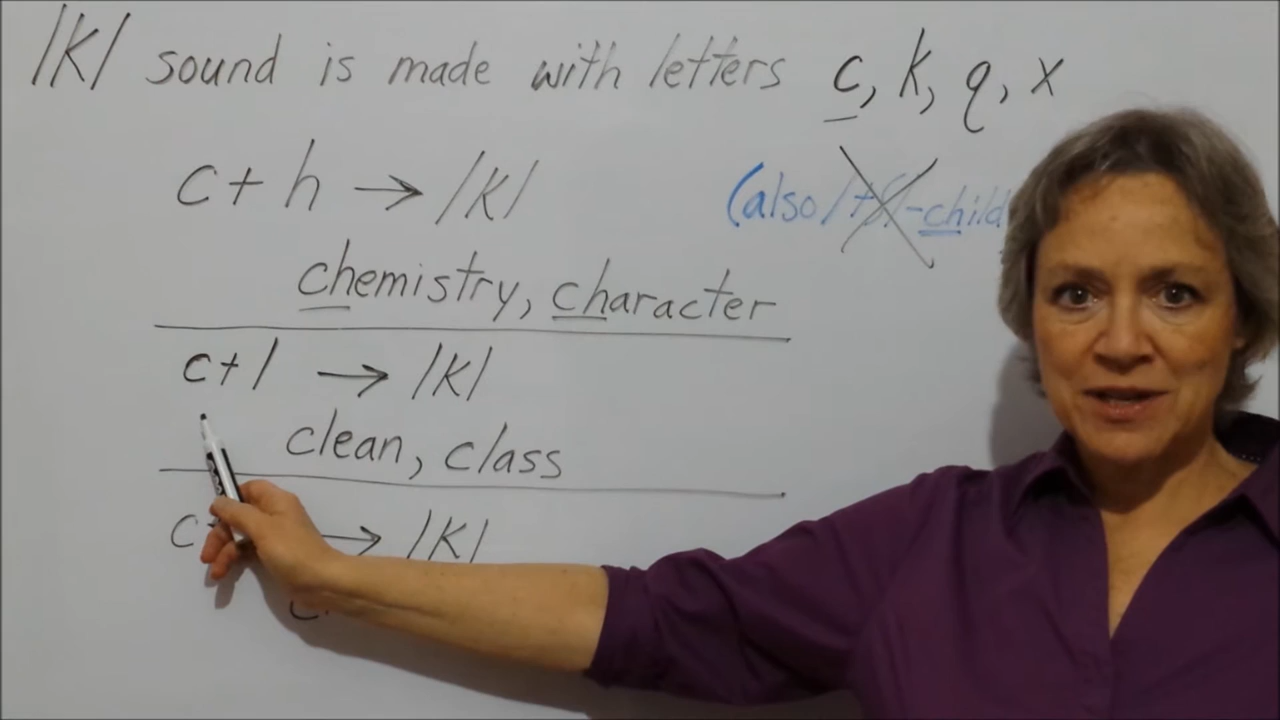 /K/ sound is made with letters c, k, q, x
c + h → /K/
(also /tʃ/ - child
chemistry, character
c + l → /K/
clean, class
c → /K/